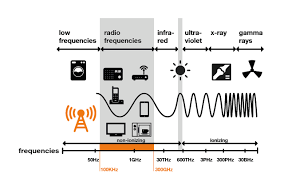 low
frequencies
radio
frequencies
infra-
red
ultra-
violet
x-ray
gamma
rays
non-ionizing
ionizing
frequencies
50Hz
1GHz
30THz
600THz
3PHz
300PHz
30EHz
100KHz
300GHz